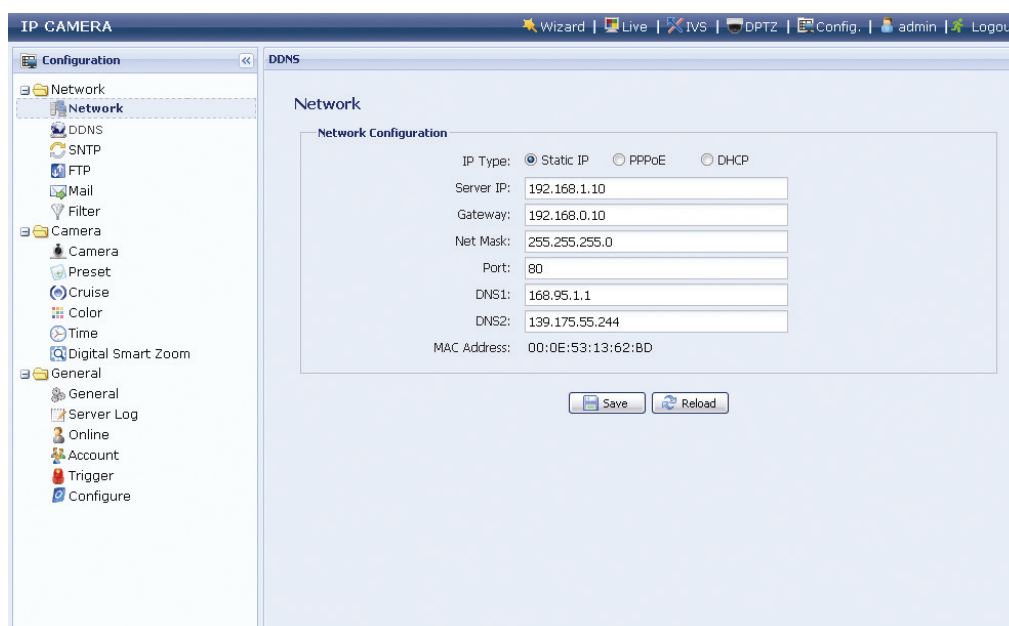 IP CAMERA
Wizard | Live | IVS | DPTZ | Config. | admin | Logou
Configuration
Network
Network
DDNS
SNTP
FTP
Mail
Filter
Camera
Camera
Preset
Cruise
Color
Time
Digital Smart Zoom
General
General
Server Log
Online
Account
Trigger
Configure
DDNS
Network
Network Configuration
IP Type: Static IP PPPoE DHCP
Server IP: 192.168.1.10
Gateway: 192.168.0.10
Net Mask: 255.255.255.0
Port: 80
DNS1: 168.95.1.1
DNS2: 139.175.55.244
MAC Address: 00:0E:53:13:62:BD
Save Reload